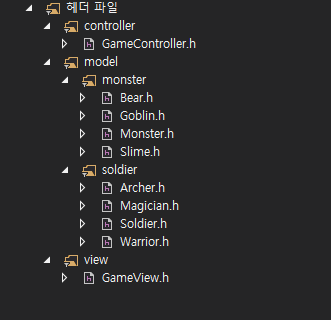 헤더 파일
controller
GameController.h
model
monster
Bear.h
Goblin.h
Monster.h
Slime.h
soldier
Archer.h
Magician.h
Soldier.h
Warrior.h
view
GameView.h